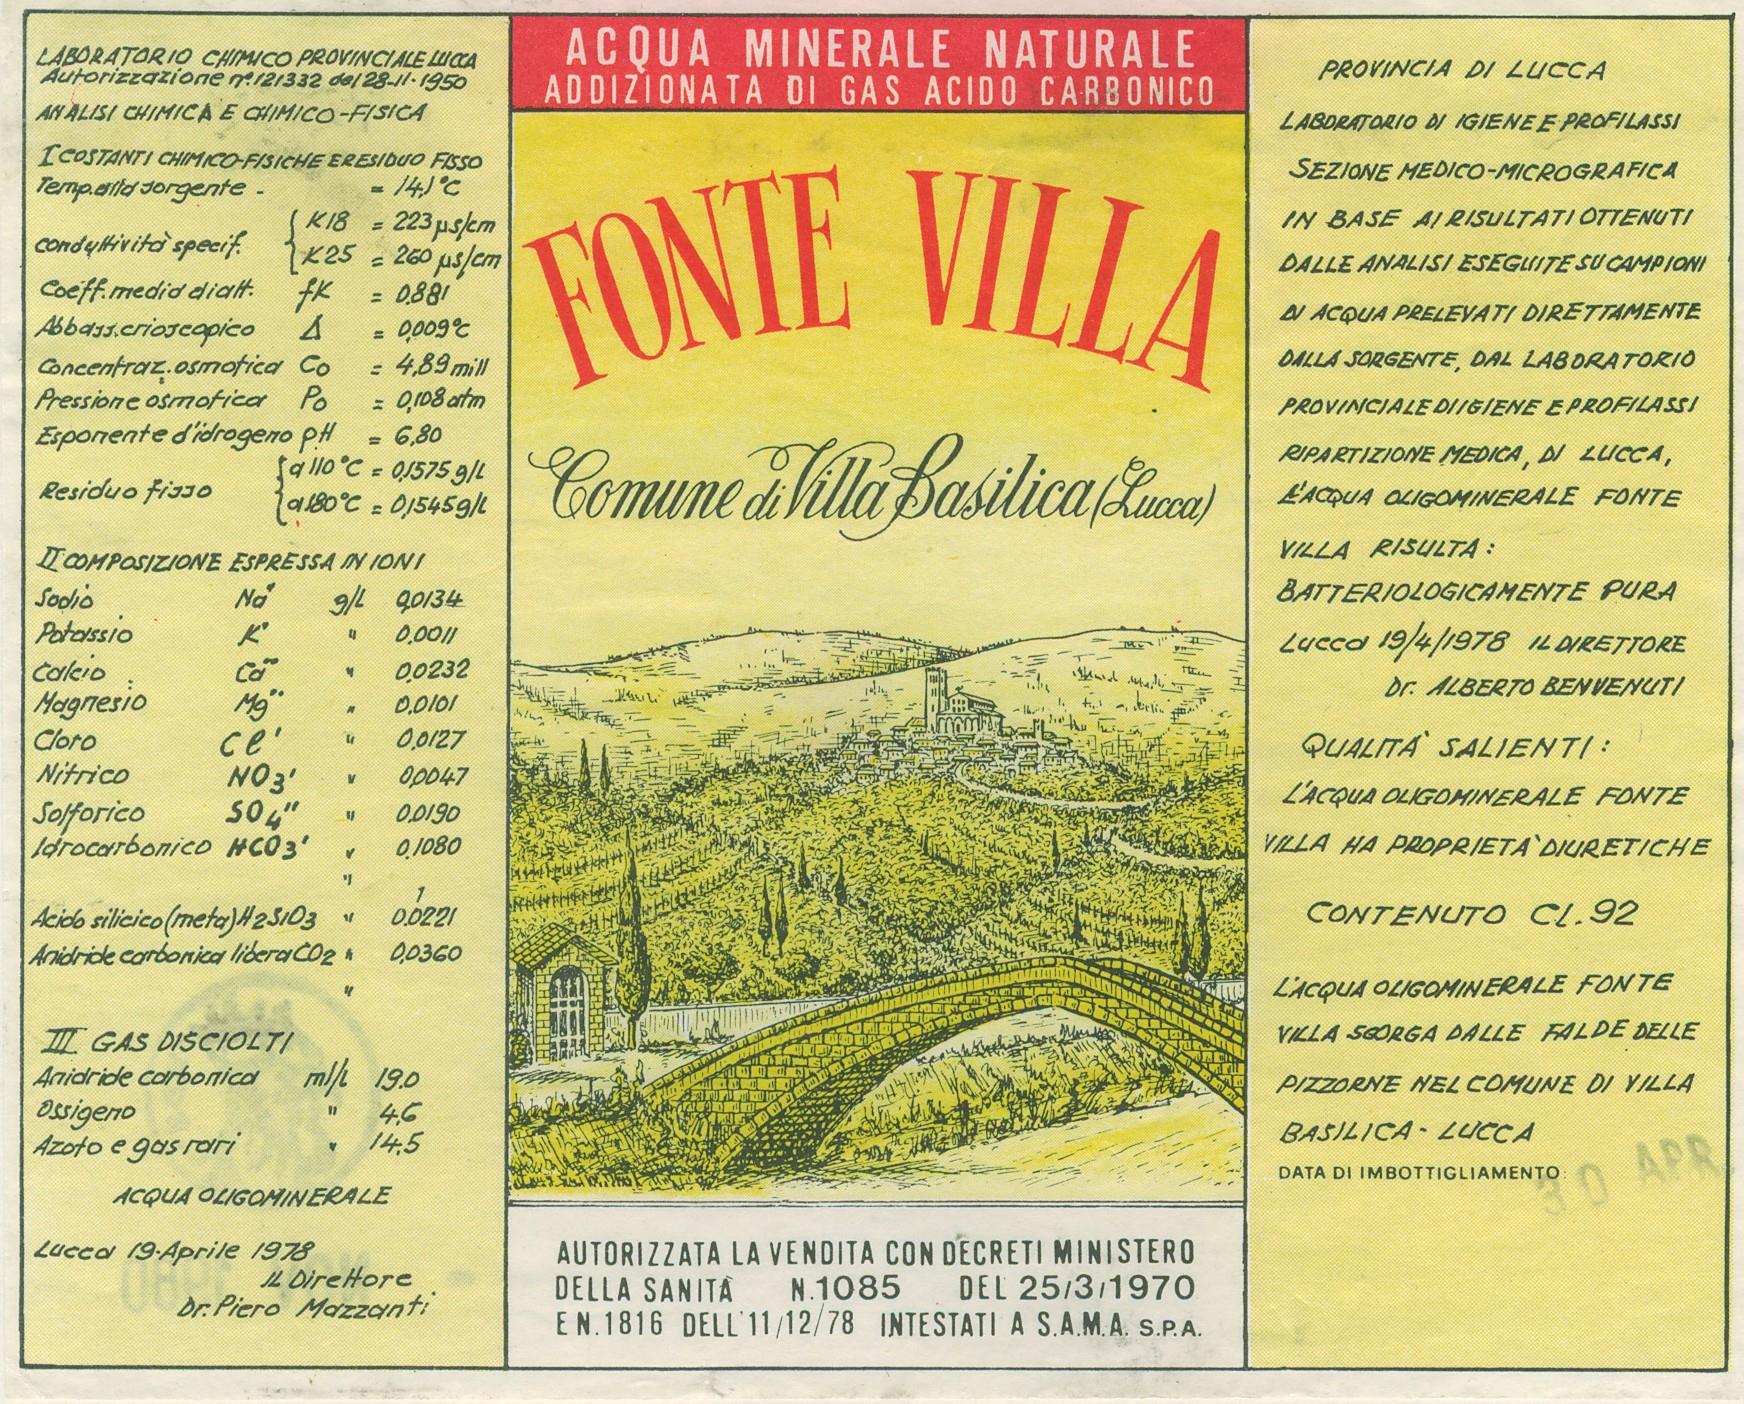 LABORATORIO CHIMICO PROVINCIALE LUCCA
Autorizzazione n°.121332 del 28-11-1950
ANALISI CHIMICA E CHIMICO-FISICA
I COSTANTI CHIMICO-FISICHE E RESIDUO FISSO
Temp. alla sorgente - = 14,1°C
conduttività specif. { K18 = 223 µs/cm
K25 = 260 µs/cm
Coeff. medio diatt. fK = 0,881
Abbass. crioscopico Δ = 0,009°C
Concentraz. osmotica Co = 4,89 mill
Pressione osmotica Po = 0,108 atm
Esponente d'idrogeno pH = 6,80
Residuo fisso { a 110°C = 0,1575 g/l
a 180°C = 0,1545 g/l
II COMPOSIZIONE ESPRESSA IN IONI
Sodio Na˙ g/l 0,0134
Potassio K˙ " 0,0011
Calcio Ca¨ " 0,0232
Magnesio Mg¨ " 0,0101
Cloro Cl' " 0,0127
Nitrico NO3' " 0,0047
Solforico SO4" " 0,0190
Idrocarbonico HCO3' " 0,1080
"
Acido silicico (meta) H2SiO3 " 0,0221
Anidride carbonica libera CO2 " 0,0360
"
III GAS DISCIOLTI
Anidride carbonica ml/l 19,0
Ossigeno " 4,6
Azoto e gas rari " 14,5
ACQUA OLIGOMINERALE
Lucca 19-Aprile 1978
IL Direttore
Dr. Piero Mazzanti
ACQUA MINERALE NATURALE
ADDIZIONATA DI GAS ACIDO CARBONICO
FONTE VILLA
Comune di Villa Basilica (Lucca)
AUTORIZZATA LA VENDITA CON DECRETI MINISTERO
DELLA SANITÀ N.1085 DEL 25/3/1970
E N.1816 DELL'11/12/78 INTESTATI A S.A.M.A. S.P.A.
PROVINCIA DI LUCCA
LABORATORIO DI IGIENE E PROFILASSI
SEZIONE MEDICO-MICROGRAFICA
IN BASE AI RISULTATI OTTENUTI
DALLE ANALISI ESEGUITE SU CAMPIONI
DI ACQUA PRELEVATI DIRETTAMENTE
DALLA SORGENTE, DAL LABORATORIO
PROVINCIALE DI IGIENE E PROFILASSI
RIPARTIZIONE MEDICA, DI LUCCA,
L'ACQUA OLIGOMINERALE FONTE
VILLA RISULTA:
BATTERIOLOGICAMENTE PURA
Lucca 19/4/1978 IL DIRETTORE
Dr. ALBERTO BENVENUTI
QUALITÀ SALIENTI:
L'ACQUA OLIGOMINERALE FONTE
VILLA HA PROPRIETÀ DIURETICHE
CONTENUTO Cl. 92
L'ACQUA OLIGOMINERALE FONTE
VILLA SGORGA DALLE FALDE DELLE
PIZZORNE NEL COMUNE DI VILLA
BASILICA - LUCCA
DATA DI IMBOTTIGLIAMENTO:
30 APR.